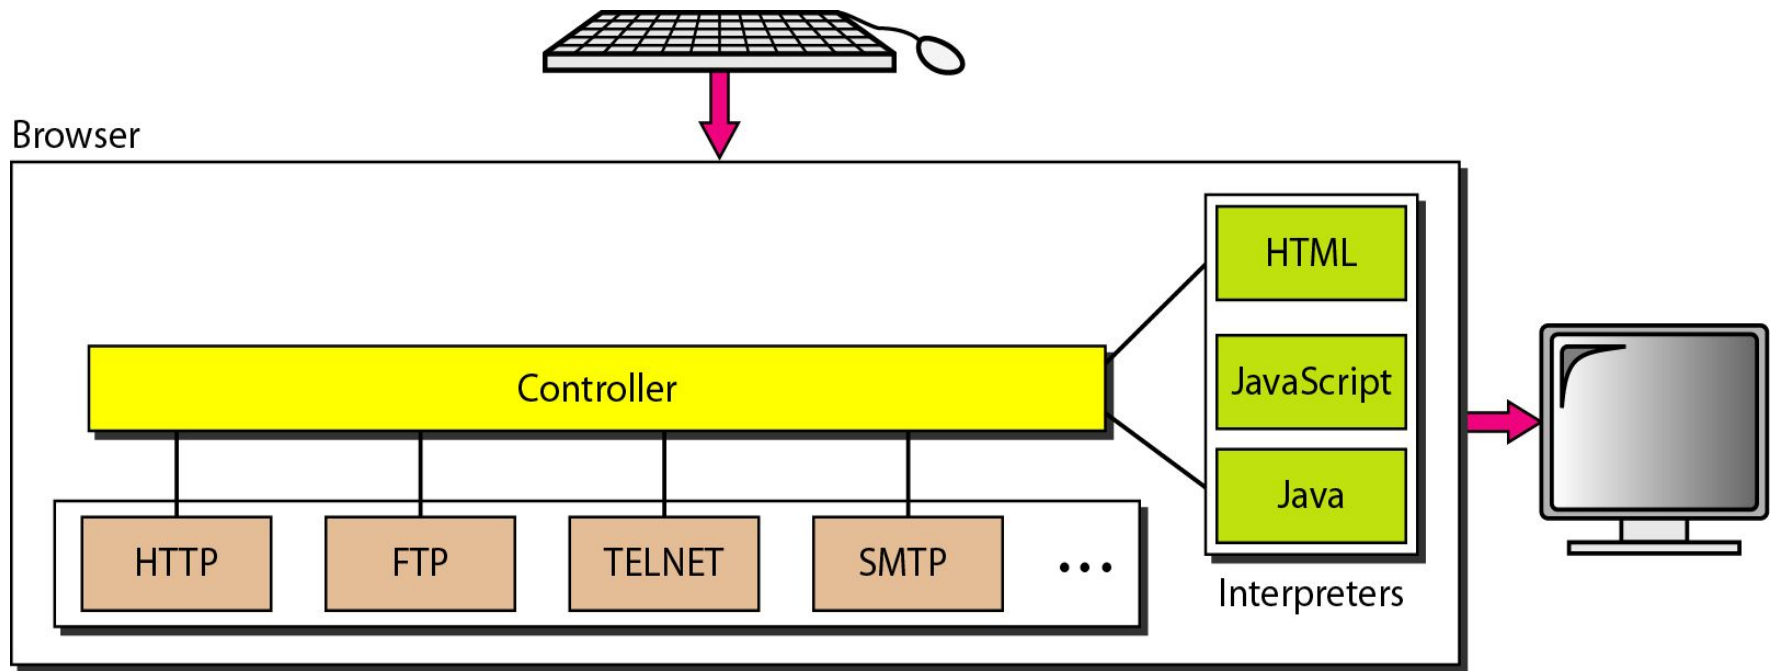 Browser
HTML
JavaScript
Java
Interpreters
Controller
HTTP
FTP
TELNET
SMTP
...